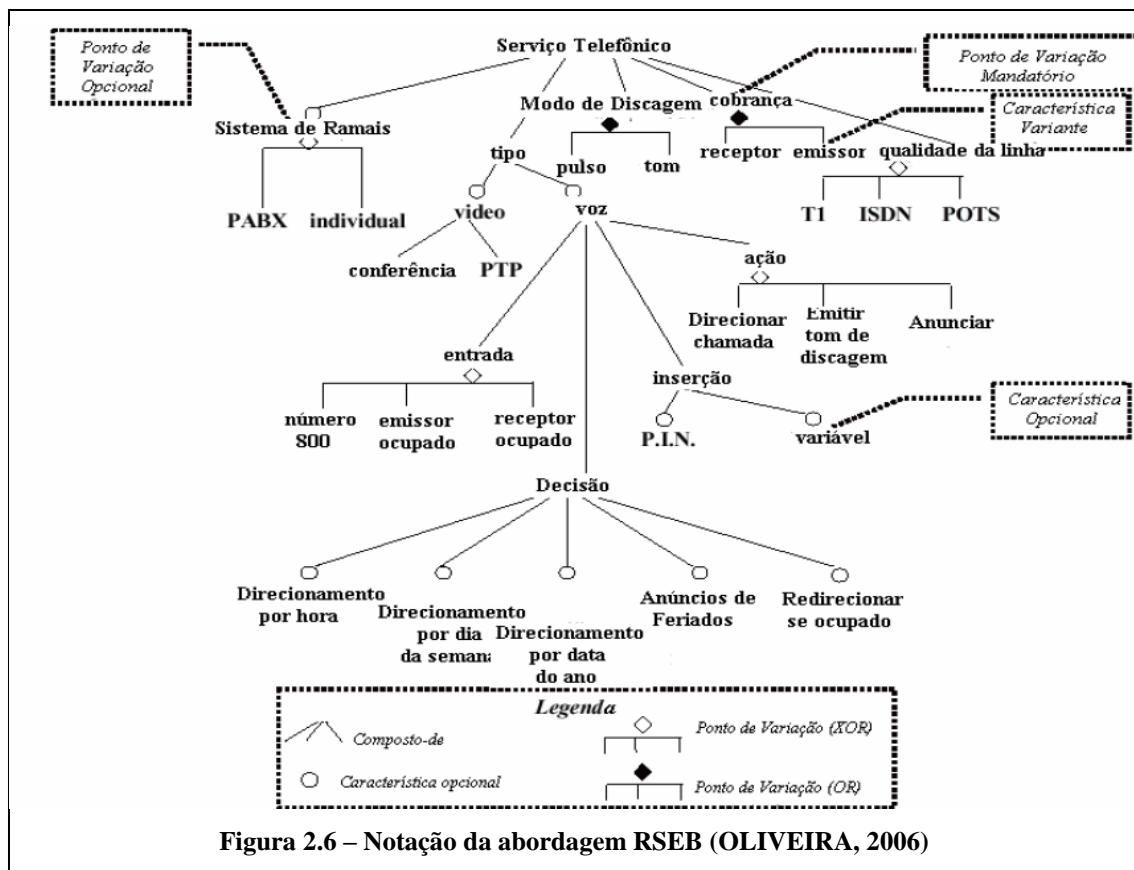 Ponto de
Variação
Opcional
Serviço Telefônico
Ponto de Variação
Mandatório
Modo de Discagem
cobrança
Característica
Variante
Sistema de Ramais
tipo
pulso
tom
receptor
emissor
qualidade da linha
PABX
individual
video
voz
T1
ISDN
POTS
conferência
PTP
ação
Direcionar
chamada
Emitir
tom de
discagem
Anunciar
entrada
inserção
número
800
emissor
ocupado
receptor
ocupado
P.I.N.
variável
Característica
Opcional
Decisão
Direcionamento
por hora
Direcionamento
por dia
da semana
Direcionamento
por data
do ano
Anúncios de
Feriados
Redirecionar
se ocupado
Legenda
Composto-de
Ponto de Variação (XOR)
Característica opcional
Ponto de Variação (OR)
Figura 2.6 – Notação da abordagem RSEB (OLIVEIRA, 2006)